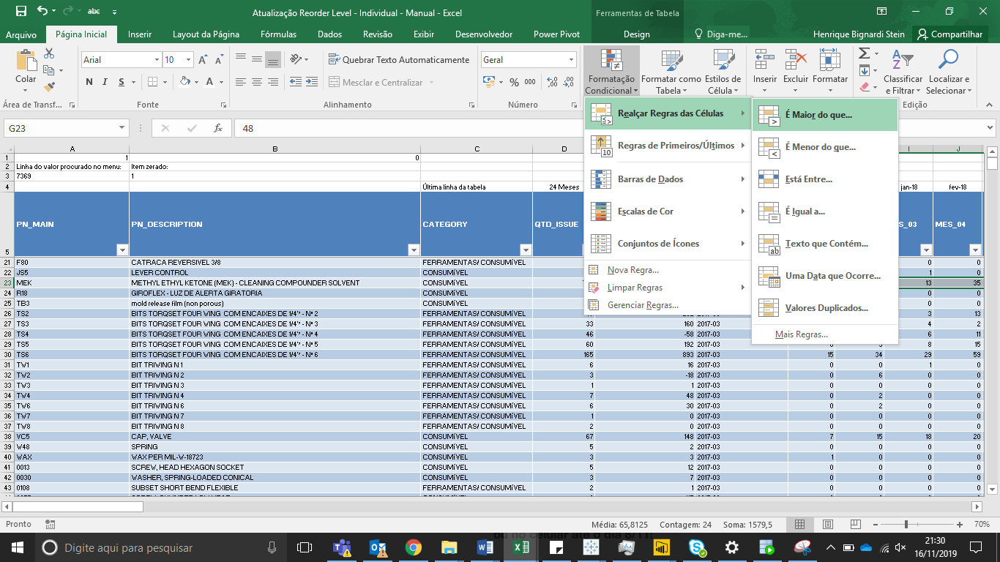 abc
Atualização Reorder Level - Individual - Manual - Excel
Ferramentas de Tabela
Arquivo Página Inicial Inserir Layout da Página Fórmulas Dados Revisão Exibir Desenvolvedor Power Pivot Design Diga-me... Henrique Bignardi Stein Compartilhar
Colar
Área de Transf...
Arial 10
N I S
Fonte
Quebrar Texto Automaticamente
Mesclar e Centralizar
Alinhamento
Geral
% 000
Número
Formatação Condicional
Formatar como Tabela
Estilos de Célula
Inserir Excluir Formatar
Classificar e Filtrar
Localizar e Selecionar
Edição
G23 fx 48
Realçar Regras das Células
Regras de Primeiros/Últimos
Barras de Dados
Escalas de Cor
Conjuntos de Ícones
Nova Regra...
Limpar Regras
Gerenciar Regras...
É Maior do que...
É Menor do que...
Está Entre...
É Igual a...
Texto que Contém...
Uma Data que Ocorre...
Valores Duplicados...
Mais Regras...
A B C D I J
1 1 0
2 Linha do valor procurado no menu: Item zerado:
3 7369 1
4 Última linha da tabela 24 Meses jan-18 fev-18
5 PN_MAIN PN_DESCRIPTION CATEGORY QTD_ISSUE S_03 MES_04
21 F80 CATRACA REVERSIVEL 3/8 FERRAMENTAS/ CONSUMíVEL 0 0
22 JS5 LEVER CONTROL CONSUMíVEL 1 0
23 MEK METHYL ETHYL KETONE (MEK) - CLEANING COMPOUNDER SOLVENT CONSUMíVEL 13 35
24 R18 GIROFLEX - LUZ DE ALERTA GIRATORIA CONSUMíVEL 0 0
25 TB3 mold release film (non porous) CONSUMíVEL 0 0
26 TS2 BITS TORQSET FOUR WING COM ENCAIXES DE 1/4'' - Nª 2 FERRAMENTAS/ CONSUMíVEL 3 13
27 TS3 BITS TORQSET FOUR WING COM ENCAIXES DE 1/4'' - Nª 3 FERRAMENTAS/ CONSUMíVEL 33 160 2017-03 4 2
28 TS4 BITS TORQSET FOUR WING COM ENCAIXES DE 1/4'' - Nª 4 FERRAMENTAS/ CONSUMíVEL 46 -58 2017-03 6 11
29 TS5 BITS TORQSET FOUR WING COM ENCAIXES DE 1/4'' - Nª 5 FERRAMENTAS/ CONSUMíVEL 60 192 2017-03 8 15
30 TS6 BITS TORQSET FOUR WING COM ENCAIXES DE 1/4'' - Nª 6 FERRAMENTAS/ CONSUMíVEL 165 893 2017-03 15 34 29 59
31 TW1 BIT TRIWING N 1 FERRAMENTAS/ CONSUMíVEL 6 16 2017-03 0 0 1 0
32 TW2 BIT TRIWING N 2 FERRAMENTAS/ CONSUMíVEL 3 -18 2017-03 0 6 0 0
33 TW3 BIT TRIWING N 3 FERRAMENTAS/ CONSUMíVEL 1 1 2017-03 0 0 0 0
34 TW4 BIT TRIWING N 4 FERRAMENTAS/ CONSUMíVEL 7 48 2017-03 0 2 0 0
35 TW6 BIT TRIWING N 6 FERRAMENTAS/ CONSUMíVEL 6 30 2017-03 0 2 0 0
36 TW7 BIT TRIWING N 7 FERRAMENTAS/ CONSUMíVEL 1 0 2017-03 0 0 0 0
37 TW8 BIT TRIWING N 8 FERRAMENTAS/ CONSUMíVEL 2 0 2017-03 0 0 0 0
38 VC5 CAP, VALVE CONSUMíVEL 67 148 2017-03 7 15 18 20
39 W48 SPRING CONSUMíVEL 5 2 2017-03 0 0 0 0
40 WAX WAX PER MIL-W-18723 CONSUMíVEL 3 3 2017-03 1 0 0 0
41 0013 SCREW, HEAD HEXAGON SOCKET CONSUMíVEL 5 12 2017-03 0 0 0 0
42 0030 WASHER, SPRING-LOADED CONICAL CONSUMíVEL 3 7 2017-03 0 0 0 0
43 0108 SUBSET SHORT BEND FLEXIBLE FERRAMENTAS/ CONSUMíVEL 2 1 2017-03 0 0 0 0
Pronto Média: 65,8125 Contagem: 24 Soma: 1579,5 70%
Digite aqui para pesquisar
21:30
16/11/2019